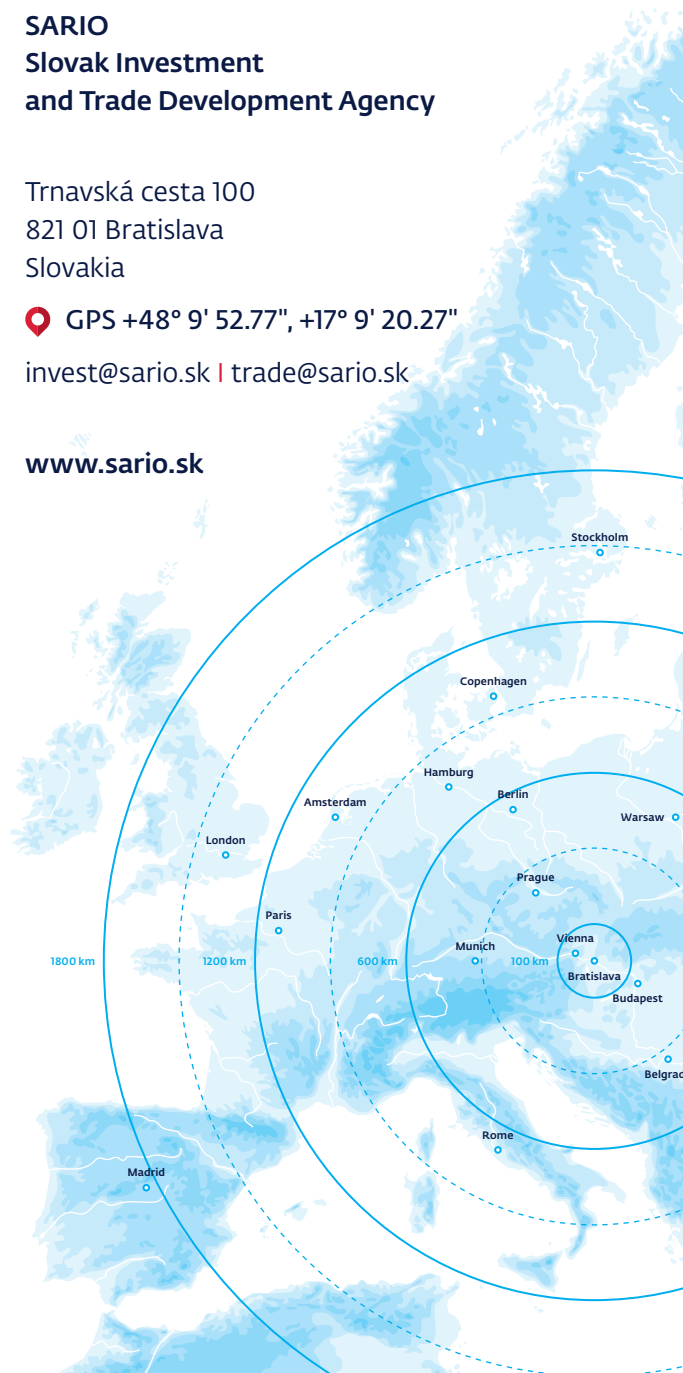 SARIO
Slovak Investment
and Trade Development Agency
Trnavská cesta 100
821 01 Bratislava
Slovakia
GPS +48° 9' 52.77", +17° 9' 20.27"
invest@sario.sk | trade@sario.sk
www.sario.sk
Stockholm
Copenhagen
Hamburg
Berlin
Amsterdam
Warsaw
London
Prague
Paris
Munich
Vienna
1800 km
1200 km
600 km
100 km
Bratislava
Budapest
Belgrad
Rome
Madrid